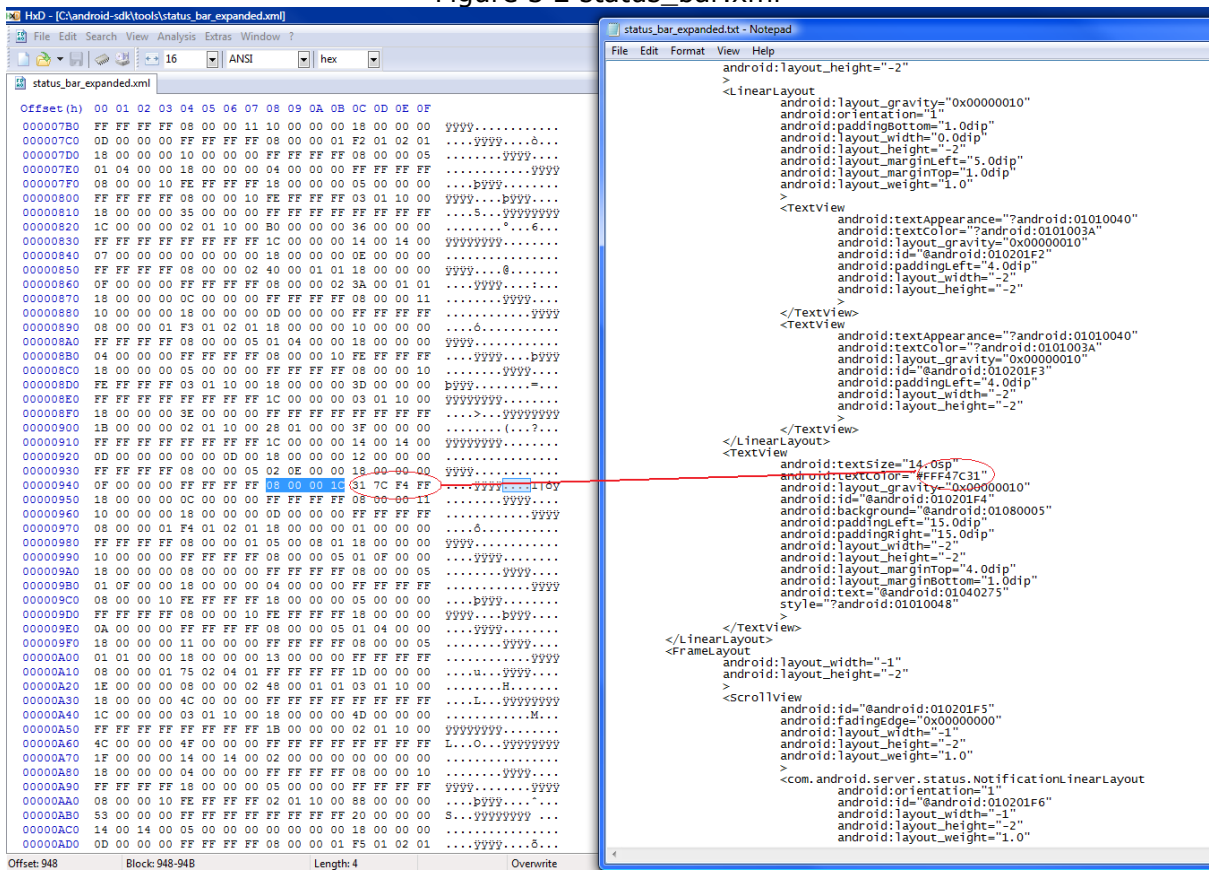 Figure status_bar.xml
HxD - [C:\android-sdk\tools\status_bar_expanded.xml]
File Edit Search View Analysis Extras Window ?
16 ANSI hex
status_bar_expanded.xml
Offset(h) 00 01 02 03 04 05 06 07 08 09 0A 0B 0C 0D 0E 0F
000007B0 FF FF FF FF 08 00 00 11 10 00 00 00 18 00 00 00 ÿÿÿÿ............
000007C0 0D 00 00 00 FF FF FF FF 08 00 00 01 F2 01 02 01 ....ÿÿÿÿ....ò...
000007D0 18 00 00 00 10 00 00 00 FF FF FF FF 08 00 00 05 ........ÿÿÿÿ....
000007E0 01 04 00 00 18 00 00 00 04 00 00 00 FF FF FF FF ............ÿÿÿÿ
000007F0 08 00 00 10 FE FF FF FF 18 00 00 00 05 00 00 00 ....þÿÿÿ........
00000800 FF FF FF FF 08 00 00 10 FE FF FF FF 03 01 10 00 ÿÿÿÿ....þÿÿÿ....
00000810 18 00 00 00 35 00 00 00 FF FF FF FF FF FF FF FF ....5...ÿÿÿÿÿÿÿÿ
00000820 1C 00 00 00 02 01 10 00 B0 00 00 00 36 00 00 00 ........°...6...
00000830 FF FF FF FF FF FF FF FF 1C 00 00 00 14 00 14 00 ÿÿÿÿÿÿÿÿ........
00000840 07 00 00 00 00 00 00 00 18 00 00 00 0E 00 00 00 ................
00000850 FF FF FF FF 08 00 00 02 40 00 01 01 18 00 00 00 ÿÿÿÿ....@.......
00000860 0F 00 00 00 FF FF FF FF 08 00 00 02 3A 00 01 01 ....ÿÿÿÿ....:...
00000870 18 00 00 00 0C 00 00 00 FF FF FF FF 08 00 00 11 ........ÿÿÿÿ....
00000880 10 00 00 00 18 00 00 00 0D 00 00 00 FF FF FF FF ............ÿÿÿÿ
00000890 08 00 00 01 F3 01 02 01 18 00 00 00 10 00 00 00 ....ó...........
000008A0 FF FF FF FF 08 00 00 05 01 04 00 00 18 00 00 00 ÿÿÿÿ............
000008B0 04 00 00 00 FF FF FF FF 08 00 00 10 FE FF FF FF ....ÿÿÿÿ....þÿÿÿ
000008C0 18 00 00 00 05 00 00 00 FF FF FF FF 08 00 00 10 ........ÿÿÿÿ....
000008D0 FE FF FF FF 03 01 10 00 18 00 00 00 3D 00 00 00 þÿÿÿ........=...
000008E0 FF FF FF FF FF FF FF FF 1C 00 00 00 03 01 10 00 ÿÿÿÿÿÿÿÿ........
000008F0 18 00 00 00 3E 00 00 00 FF FF FF FF FF FF FF FF ....>...ÿÿÿÿÿÿÿÿ
00000900 1B 00 00 00 02 01 10 00 28 01 00 00 3F 00 00 00 ........(...?...
00000910 FF FF FF FF FF FF FF FF 1C 00 00 00 14 00 14 00 ÿÿÿÿÿÿÿÿ........
00000920 0D 00 00 00 00 00 0D 00 18 00 00 00 12 00 00 00 ................
00000930 FF FF FF FF 08 00 00 05 02 0E 00 00 18 00 00 00 ÿÿÿÿ............
00000940 0F 00 00 00 FF FF FF FF 08 00 00 1C 31 7C F4 FF ....ÿÿÿÿ....1|ôÿ
00000950 18 00 00 00 0C 00 00 00 FF FF FF FF 08 00 00 11 ........ÿÿÿÿ....
00000960 10 00 00 00 18 00 00 00 0D 00 00 00 FF FF FF FF ............ÿÿÿÿ
00000970 08 00 00 01 F4 01 02 01 18 00 00 00 01 00 00 00 ....ô...........
00000980 FF FF FF FF 08 00 00 01 05 00 08 01 18 00 00 00 ÿÿÿÿ............
00000990 10 00 00 00 FF FF FF FF 08 00 00 05 01 0F 00 00 ....ÿÿÿÿ........
000009A0 18 00 00 00 08 00 00 00 FF FF FF FF 08 00 00 05 ........ÿÿÿÿ....
000009B0 01 0F 00 00 18 00 00 00 04 00 00 00 FF FF FF FF ............ÿÿÿÿ
000009C0 08 00 00 10 FE FF FF FF 18 00 00 00 05 00 00 00 ....þÿÿÿ........
000009D0 FF FF FF FF 08 00 00 10 FE FF FF FF 18 00 00 00 ÿÿÿÿ....þÿÿÿ....
000009E0 0A 00 00 00 FF FF FF FF 08 00 00 05 01 04 00 00 ....ÿÿÿÿ........
000009F0 18 00 00 00 11 00 00 00 FF FF FF FF 08 00 00 05 ........ÿÿÿÿ....
00000A00 01 01 00 00 18 00 00 00 13 00 00 00 FF FF FF FF ............ÿÿÿÿ
00000A10 08 00 00 01 75 02 04 01 FF FF FF FF 1D 00 00 00 ....u...ÿÿÿÿ....
00000A20 1E 00 00 00 08 00 00 02 48 00 01 01 03 01 10 00 ........H.......
00000A30 18 00 00 00 4C 00 00 00 FF FF FF FF FF FF FF FF ....L...ÿÿÿÿÿÿÿÿ
00000A40 1C 00 00 00 03 01 10 00 18 00 00 00 4D 00 00 00 ............M...
00000A50 FF FF FF FF FF FF FF FF 1B 00 00 00 02 01 10 00 ÿÿÿÿÿÿÿÿ........
00000A60 4C 00 00 00 4F 00 00 00 FF FF FF FF FF FF FF FF L...O...ÿÿÿÿÿÿÿÿ
00000A70 1F 00 00 00 14 00 14 00 02 00 00 00 00 00 00 00 ................
00000A80 18 00 00 00 04 00 00 00 FF FF FF FF 08 00 00 10 ........ÿÿÿÿ....
00000A90 FF FF FF FF 18 00 00 00 05 00 00 00 FF FF FF FF ÿÿÿÿ........ÿÿÿÿ
00000AA0 08 00 00 10 FE FF FF FF 02 01 10 00 88 00 00 00 ....þÿÿÿ....ˆ...
00000AB0 53 00 00 00 FF FF FF FF FF FF FF FF 20 00 00 00 S...ÿÿÿÿÿÿÿÿ ...
00000AC0 14 00 14 00 05 00 00 00 00 00 00 00 18 00 00 00 ................
00000AD0 0D 00 00 00 FF FF FF FF 08 00 00 01 F5 01 02 01 ....ÿÿÿÿ....õ...
Offset: 948 Block: 948-94B Length: 4 Overwrite
status_bar_expanded.txt - Notepad
File Edit Format View Help
android:layout_height="-2"
>
<LinearLayout
android:layout_gravity="0x00000010"
android:orientation="1"
android:paddingBottom="1.0dip"
android:layout_width="0.0dip"
android:layout_height="-2"
android:layout_marginLeft="5.0dip"
android:layout_marginTop="1.0dip"
android:layout_weight="1.0"
>
<TextView
android:textAppearance="?android:01010040"
android:textColor="?android:0101003A"
android:layout_gravity="0x00000010"
android:id="@android:010201F2"
android:paddingLeft="4.0dip"
android:layout_width="-2"
android:layout_height="-2"
>
</TextView>
<TextView
android:textAppearance="?android:01010040"
android:textColor="?android:0101003A"
android:layout_gravity="0x00000010"
android:id="@android:010201F3"
android:paddingLeft="4.0dip"
android:layout_width="-2"
android:layout_height="-2"
>
</TextView>
</LinearLayout>
<TextView
android:textSize="14.0sp"
android:textColor="#FFF47C31"
android:layout_gravity="0x00000010"
android:id="@android:010201F4"
android:background="@android:01080005"
android:paddingLeft="15.0dip"
android:paddingRight="15.0dip"
android:layout_width="-2"
android:layout_height="-2"
android:layout_marginTop="4.0dip"
android:layout_marginBottom="1.0dip"
android:text="@android:01040275"
style="?android:01010048"
>
</TextView>
</LinearLayout>
<FrameLayout
android:layout_width="-1"
android:layout_height="-2"
>
<ScrollView
android:id="@android:010201F5"
android:fadingEdge="0x00000000"
android:layout_width="-1"
android:layout_height="-2"
android:layout_weight="1.0"
>
<com.android.server.status.NotificationLinearLayout
android:orientation="1"
android:id="@android:010201F6"
android:layout_width="-1"
android:layout_height="-2"
android:layout_weight="1.0"